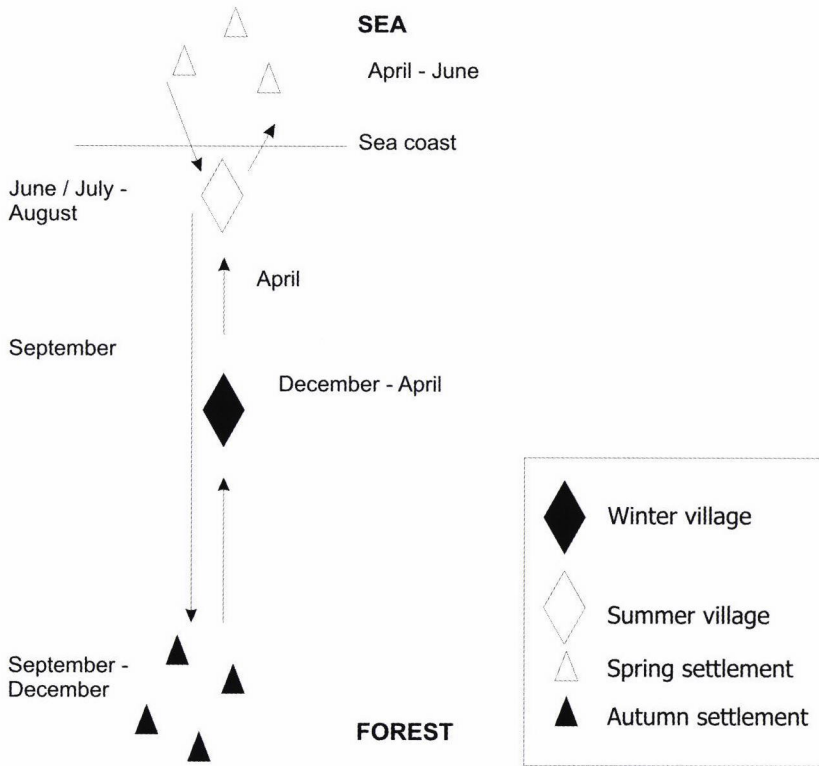 SEA
April - June
Sea coast
June / July -
August
April
September
December - April
September -
December
FOREST
Winter village
Summer village
Spring settlement
Autumn settlement